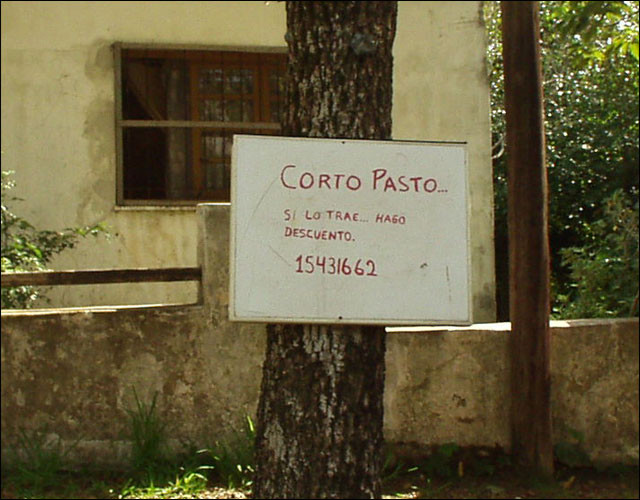 CORTO PASTO...
SI LO TRAE... HAGO
DESCUENTO.
15431662